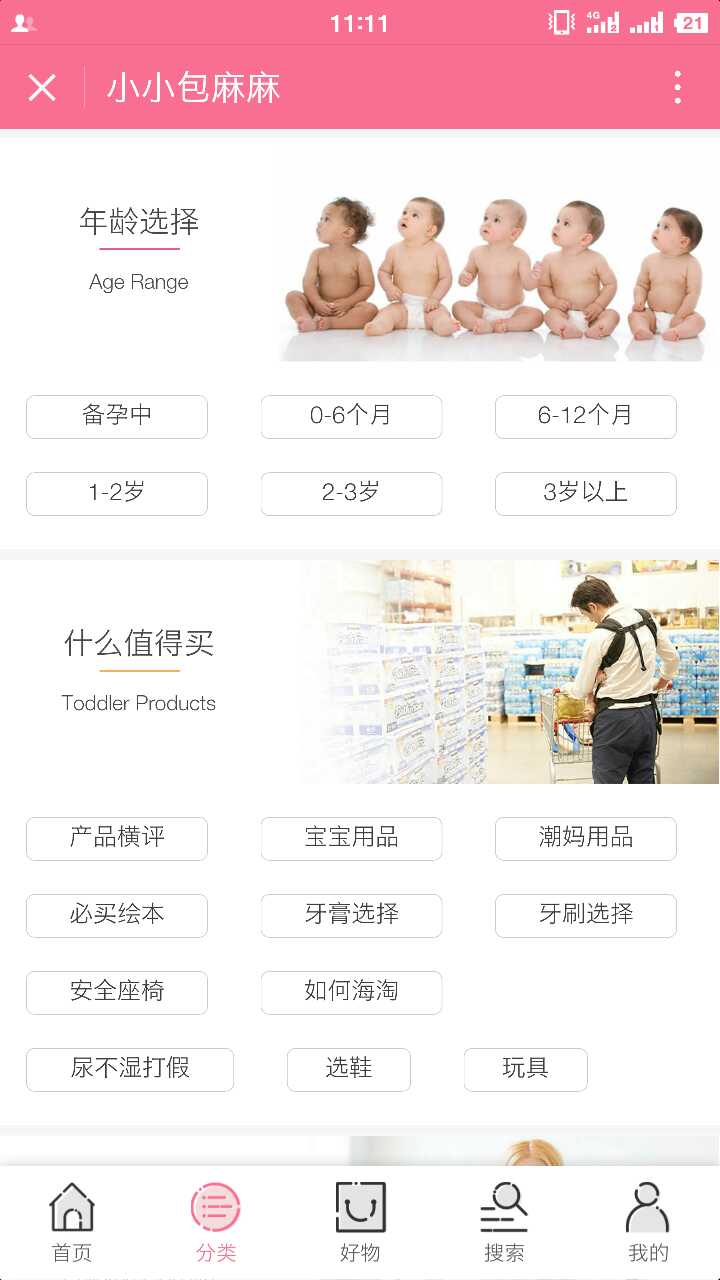 11:11
4G
21
小小包麻麻
年龄选择
Age Range
备孕中
0-6个月
6-12个月
1-2岁
2-3岁
3岁以上
什么值得买
Toddler Products
产品横评
宝宝用品
潮妈用品
必买绘本
牙膏选择
牙刷选择
安全座椅
如何海淘
尿不湿打假
选鞋
玩具
首页
分类
好物
搜索
我的